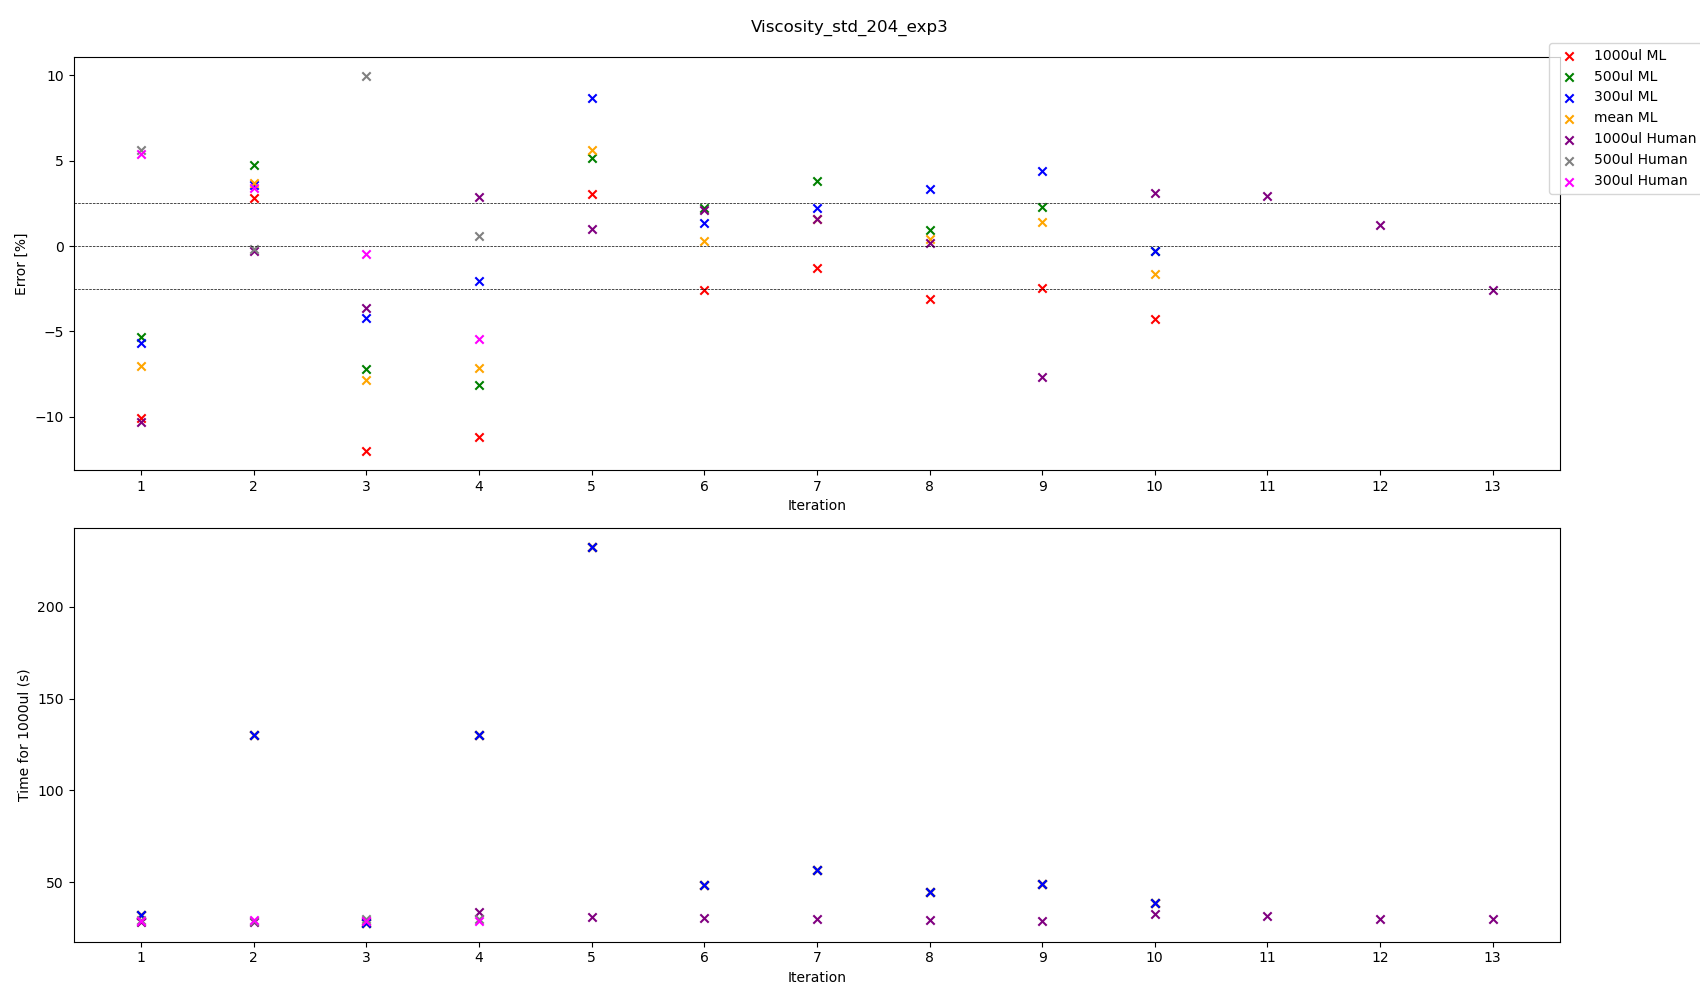 Viscosity_std_204_exp3
10
5
0
−5
−10
Error [%]
1 2 3 4 5 6 7 8 9 10 11 12 13
Iteration
1000ul ML
500ul ML
300ul ML
mean ML
1000ul Human
500ul Human
300ul Human
200
150
100
50
Time for 1000ul (s)
1 2 3 4 5 6 7 8 9 10 11 12 13
Iteration